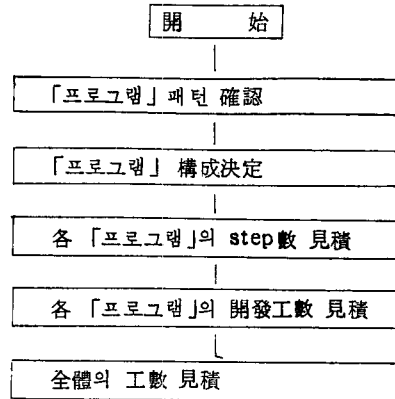 開 始
「프로그램」 패턴 確認
「프로그램」 構成決定
各 「프로그램」의 step數 見積
各 「프로그램」의 開發工數 見積
全體의 工數 見積